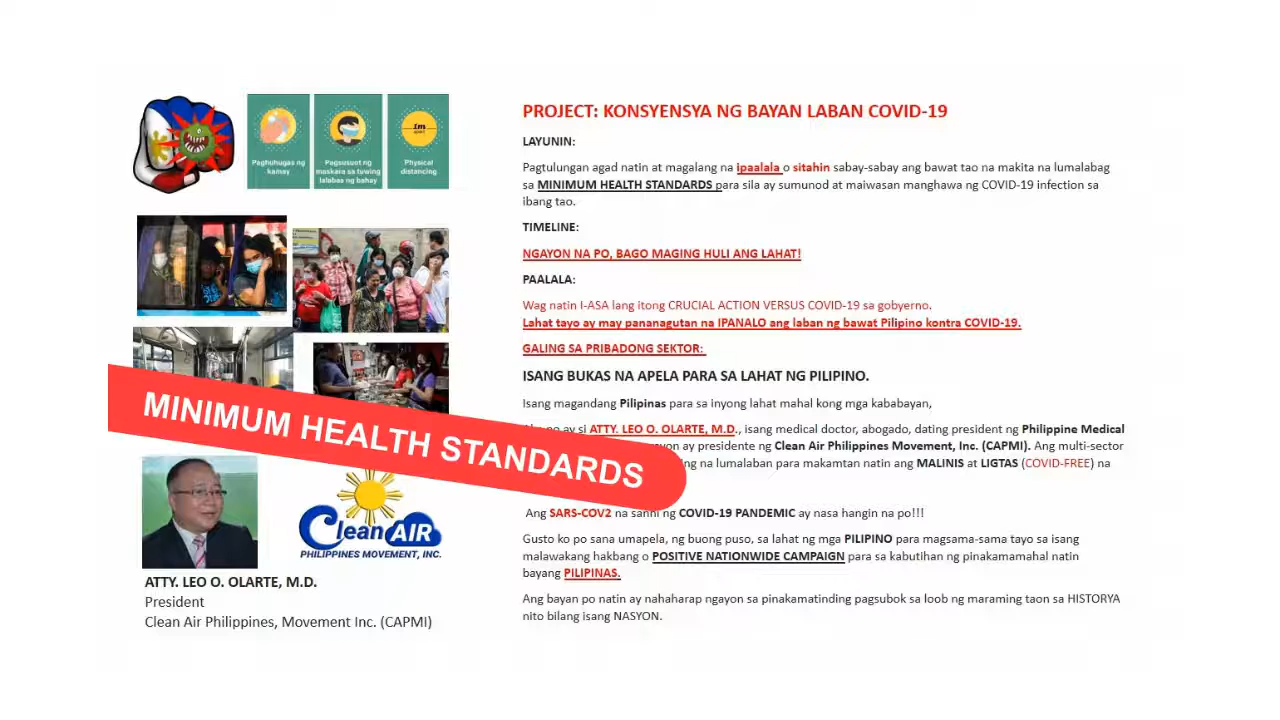 Paghuhugas ng
kamay
Pagsusuot ng
maskara sa tuwing
lalabas ng bahay
1m
Physical
distancing
MINIMUM HEALTH STANDARDS
Clean AIR
PHILIPPINES MOVEMENT, INC.
ATTY. LEO O. OLARTE, M.D.
President
Clean Air Philippines, Movement Inc. (CAPMI)
PROJECT: KONSYENSYA NG BAYAN LABAN COVID-19
LAYUNIN:
Pagtulungan agad natin at magalang na ipaalala o sitahin sabay-sabay ang bawat tao na makita na lumalabag
sa MINIMUM HEALTH STANDARDS para sila ay sumunod at maiwasan manghawa ng COVID-19 infection sa
ibang tao.
TIMELINE:
NGAYON NA PO, BAGO MAGING HULI ANG LAHAT!
PAALALA:
Wag natin I-ASA lang itong CRUCIAL ACTION VERSUS COVID-19 sa gobyerno.
Lahat tayo ay may pananagutan na IPANALO ang laban ng bawat Pilipino kontra COVID-19.
GALING SA PRIBADONG SEKTOR:
ISANG BUKAS NA APELA PARA SA LAHAT NG PILIPINO.
Isang magandang Pilipinas para sa inyong lahat mahal kong mga kababayan,
po ay si ATTY. LEO O. OLARTE, M.D., isang medical doctor, abogado, dating president ng Philippine Medical
ay presidente ng Clean Air Philippines Movement, Inc. (CAPMI). Ang multi-sector
na lumalaban para makamtan natin ang MALINIS at LIGTAS (COVID-FREE) na
Ang SARS-COV2 na sanhi ng COVID-19 PANDEMIC ay nasa hangin na po!!!
Gusto ko po sana umapela, ng buong puso, sa lahat ng mga PILIPINO para magsama-sama tayo sa isang
malawakang hakbang o POSITIVE NATIONWIDE CAMPAIGN para sa kabutihan ng pinakamamahal natin
bayang PILIPINAS.
Ang bayan po natin ay nahaharap ngayon sa pinakamatinding pagsubok sa loob ng maraming taon sa HISTORYA
nito bilang isang NASYON.